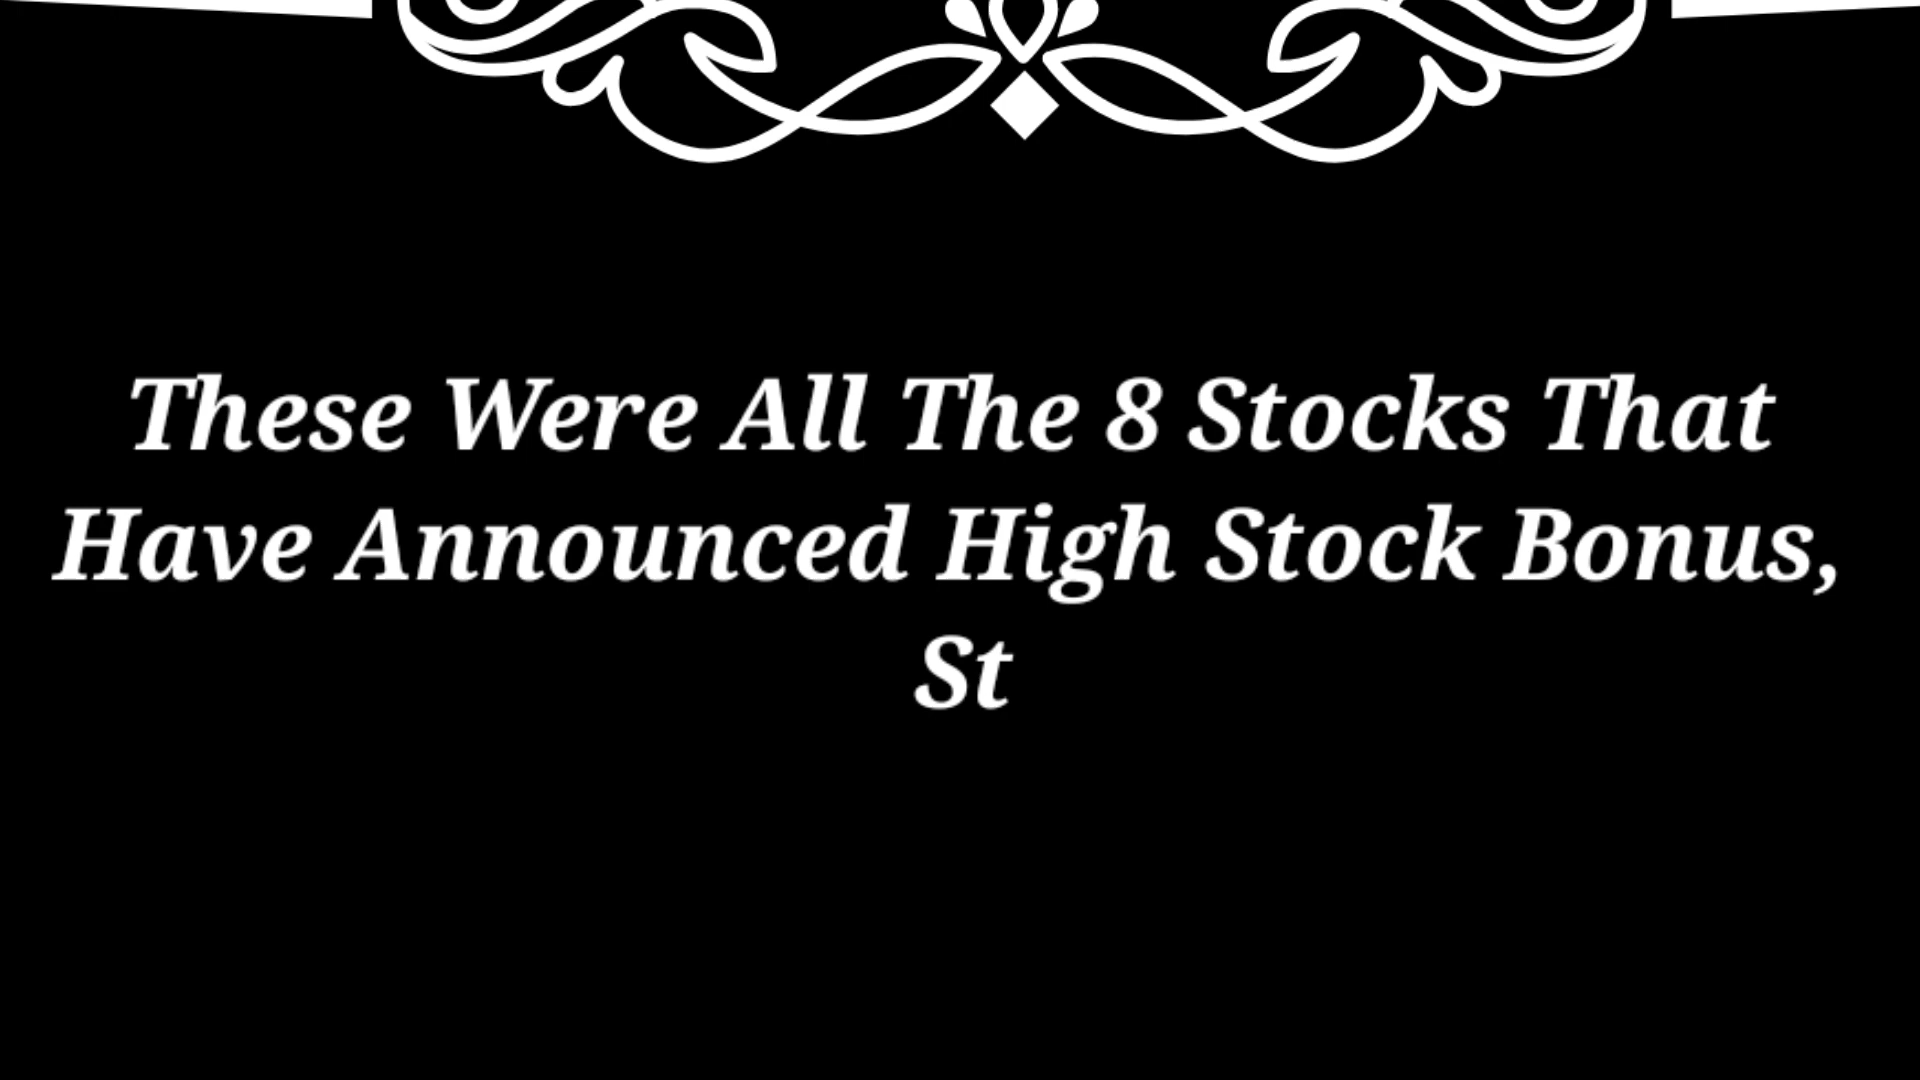 These Were All The 8 Stocks That
Have Announced High Stock Bonus,
St